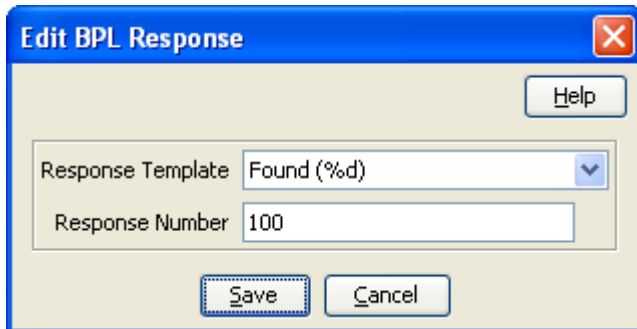 Edit BPL Response
Help
Response Template Found (%d)
Response Number 100
Save Cancel